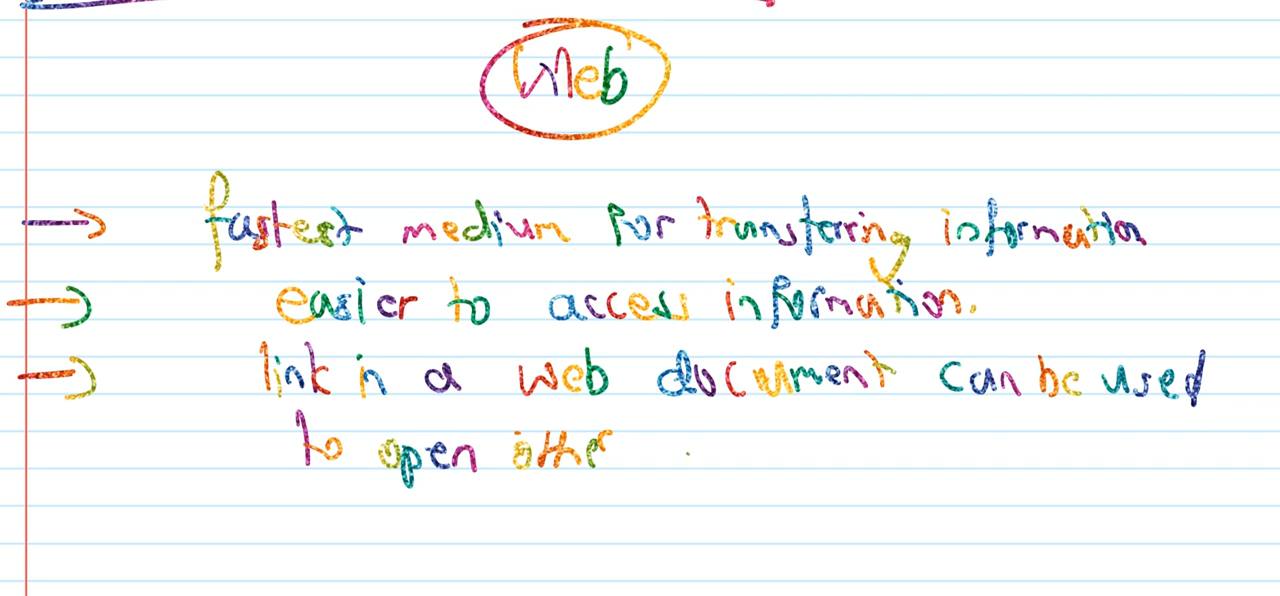 Web
→ fastest medium for transferring information
→ easier to access information.
→ link in a web document can be used
to open other